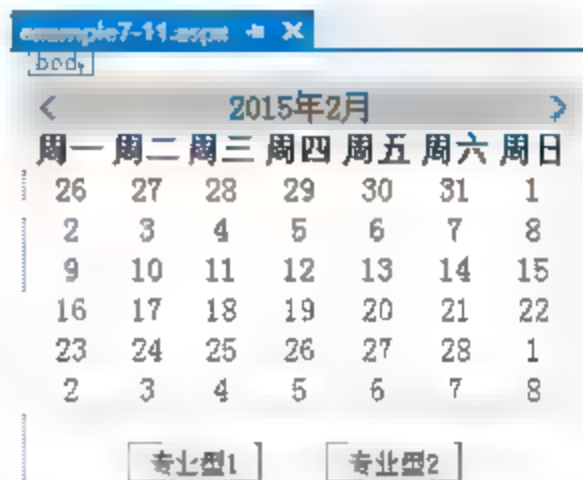 example7-11.aspx
body
< 2015年2月 >
周一 周二 周三 周四 周五 周六 周日
26 27 28 29 30 31 1
2 3 4 5 6 7 8
9 10 11 12 13 14 15
16 17 18 19 20 21 22
23 24 25 26 27 28 1
2 3 4 5 6 7 8
专业型1 专业型2